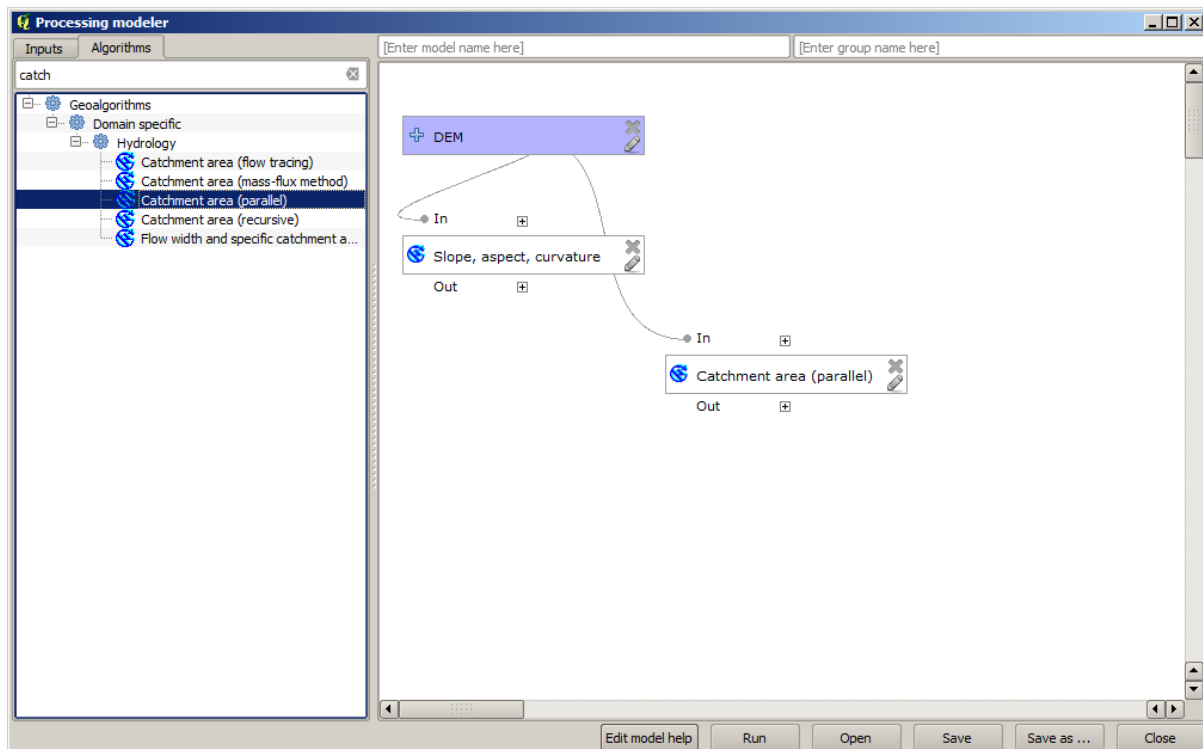 Processing modeler
Inputs
Algorithms
[Enter model name here]
[Enter group name here]
catch
Geoalgorithms
Domain specific
Hydrology
Catchment area (flow tracing)
Catchment area (mass-flux method)
Catchment area (parallel)
Catchment area (recursive)
Flow width and specific catchment a...
DEM
In
Slope, aspect, curvature
Out
In
Catchment area (parallel)
Out
Edit model help
Run
Open
Save
Save as ...
Close